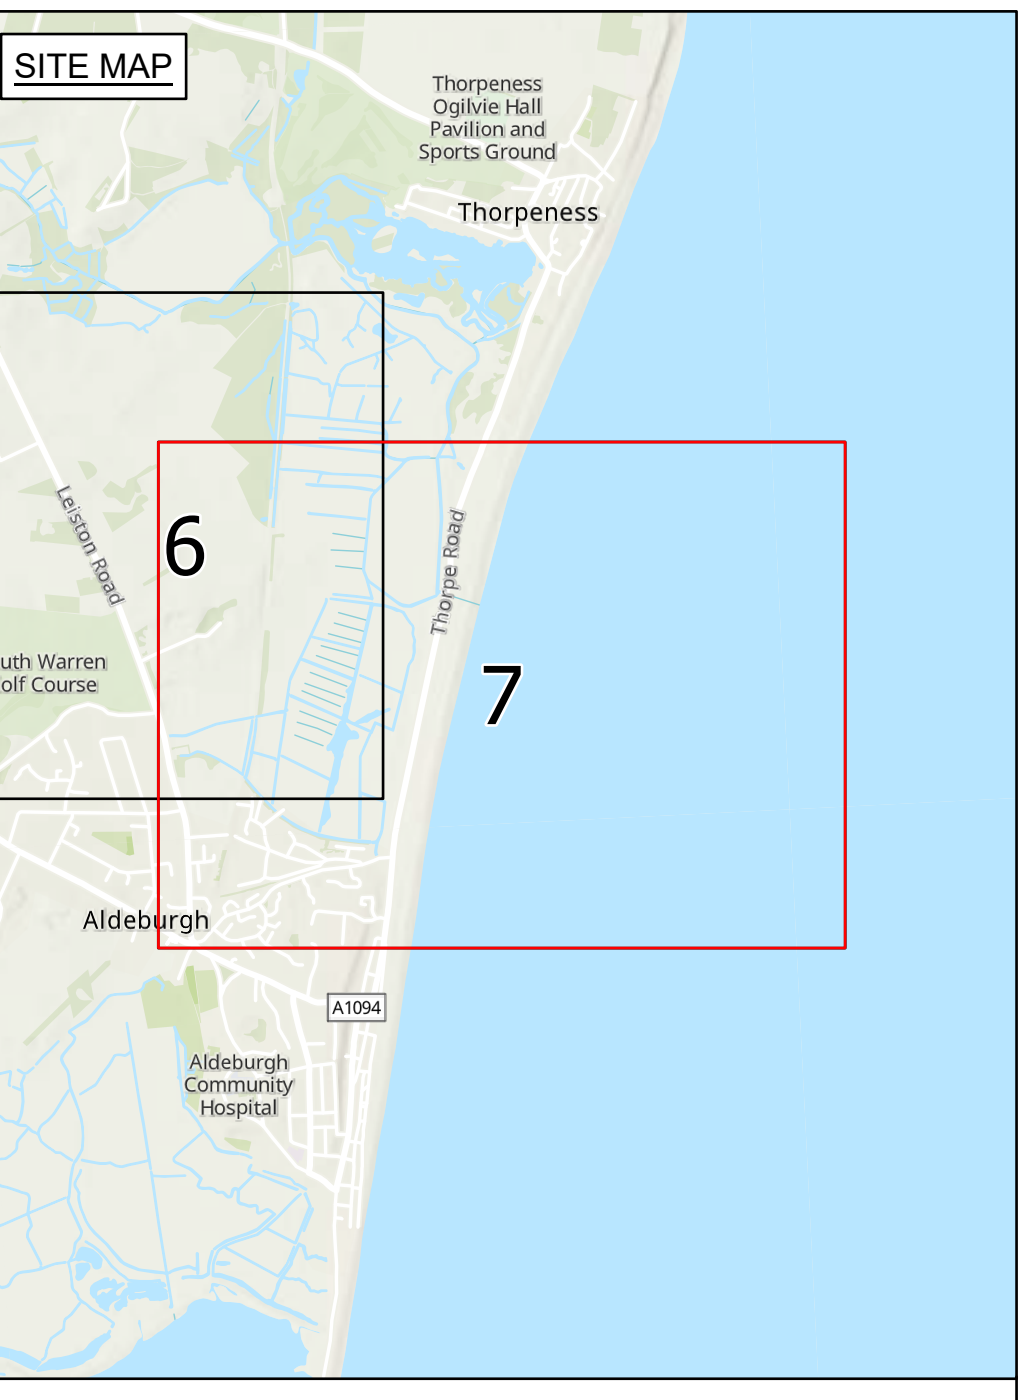 SITE MAP
Thorpeness
Ogilvie Hall
Pavilion and
Sports Ground
Thorpeness
Leiston Road
6
Thorpe Road
uth Warren
olf Course
7
Aldeburgh
A1094
Aldeburgh
Community
Hospital